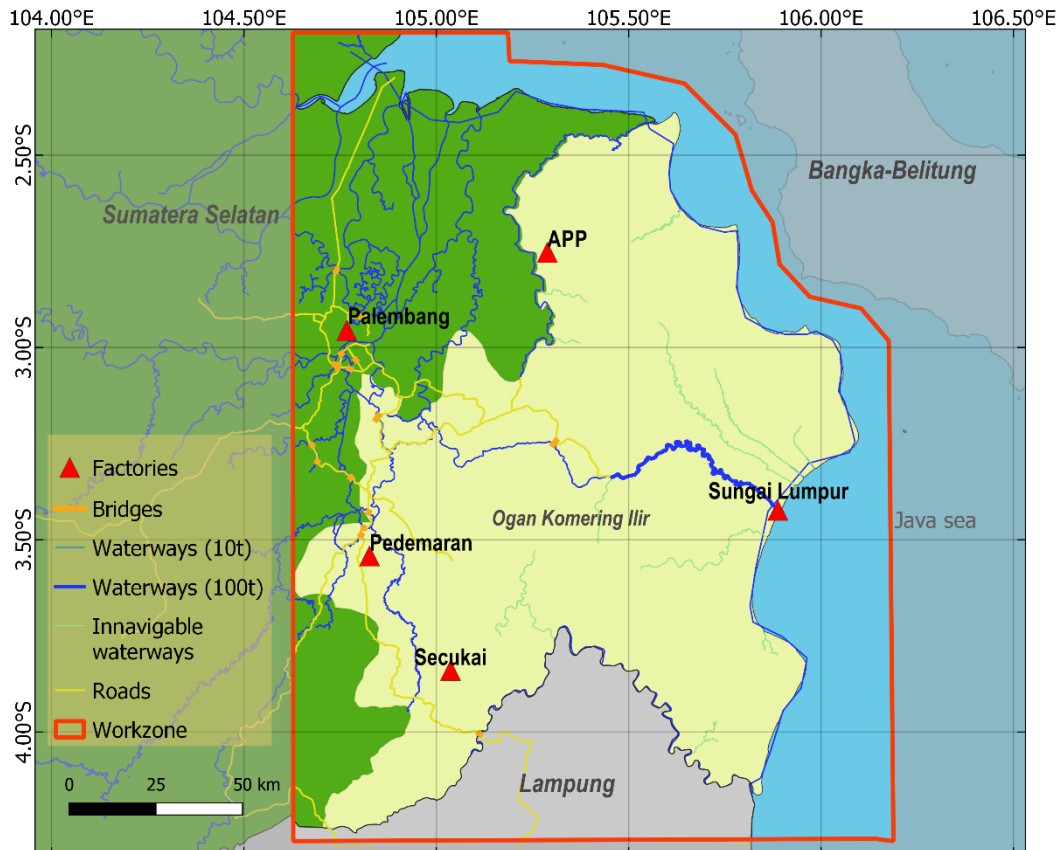 104.00°E 104.50°E 105.00°E 105.50°E 106.00°E 106.50°E
2.50°S
Bangka-Belitung
Sumatera Selatan
APP
Palembang
3.00°S
Factories
Bridges
Waterways (10t)
Waterways (100t)
Innavigable
waterways
Roads
Workzone
Sungai Lumpur
Ogan Komering Ilir
Java sea
3.50°S
Pedemaran
Secukai
4.00°S
Lampung
0 25 50 km